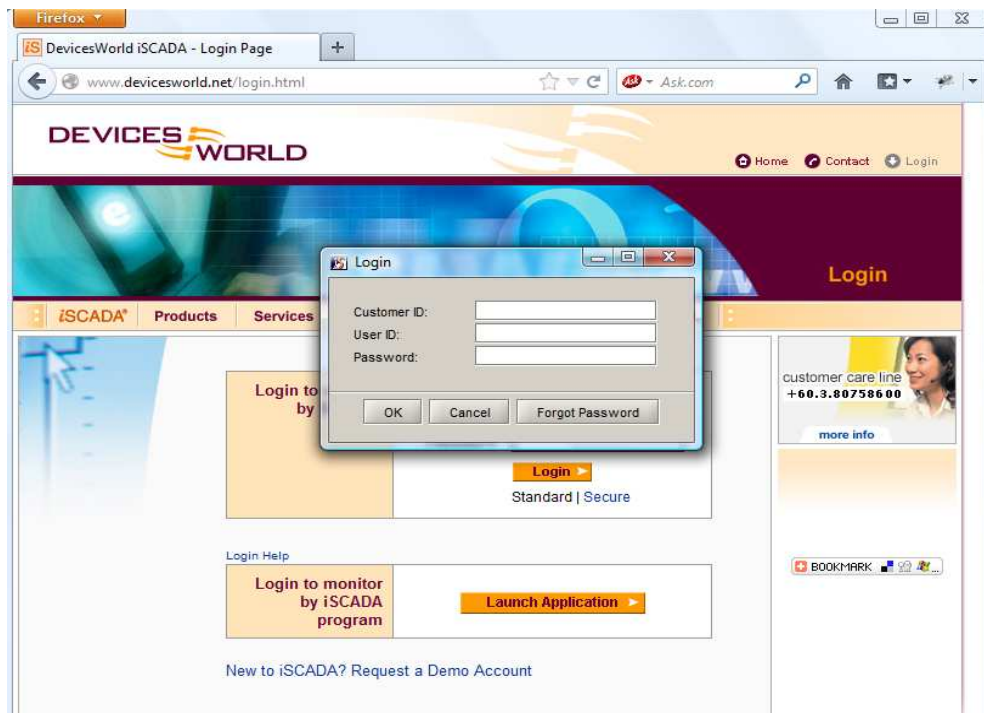 Firefox
iS DevicesWorld iSCADA - Login Page
www.devicesworld.net/login.html
Ask Ask.com
DEVICES
WORLD
Home Contact Login
e
Login
iSCADA® Products Services
Login
Customer ID:
User ID:
Password:
OK Cancel Forgot Password
Login to
by
Login
Standard | Secure
customer care line
+60.3.80758600
more info
BOOKMARK
Login Help
Login to monitor
by iSCADA
program
Launch Application
New to iSCADA? Request a Demo Account